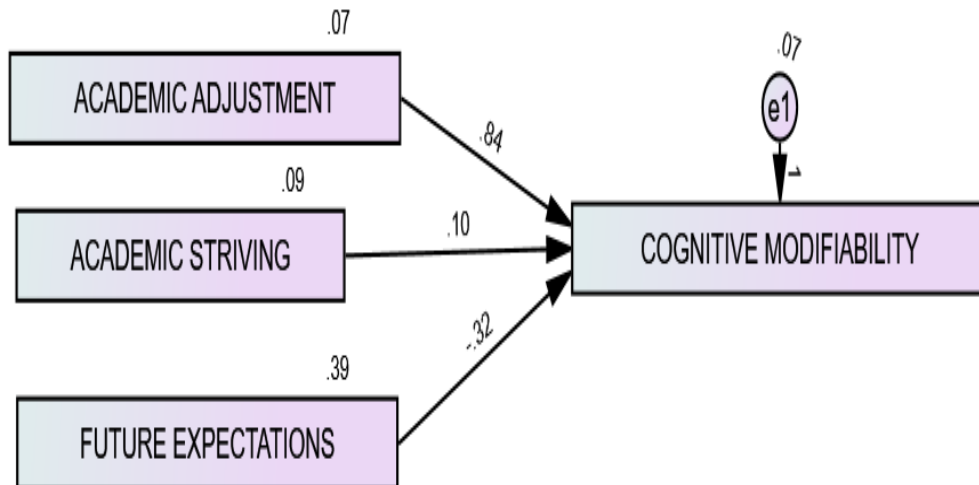 .07
ACADEMIC ADJUSTMENT
.84
.09
ACADEMIC STRIVING
.10
.39
FUTURE EXPECTATIONS
-.32
.07
e1
1
COGNITIVE MODIFIABILITY